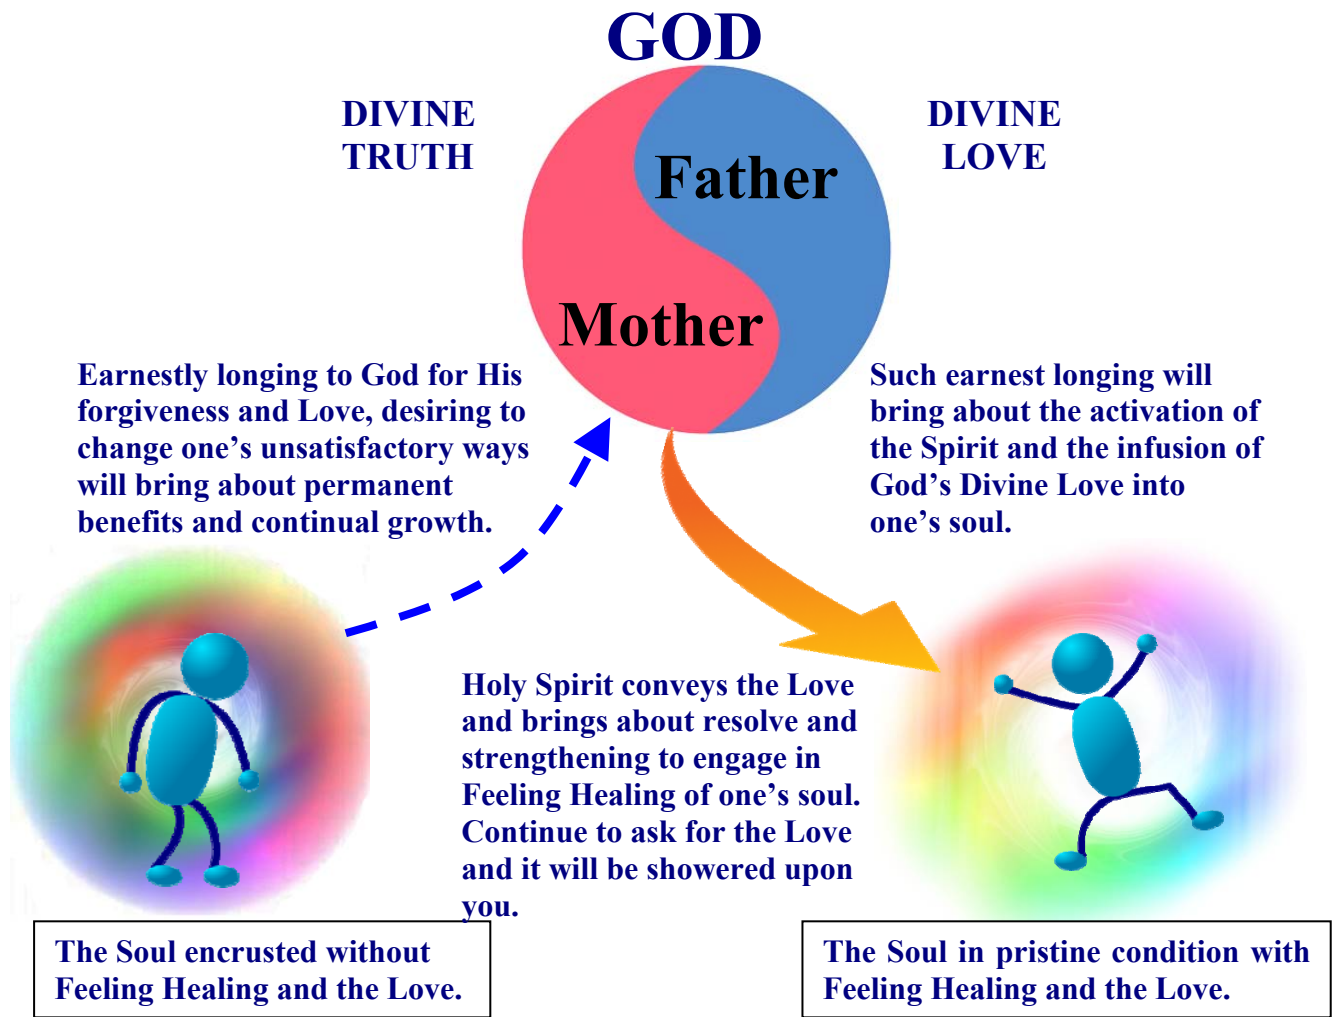 GOD
DIVINE
TRUTH
DIVINE
LOVE
Father
Mother
Earnestly longing to God for His
forgiveness and Love, desiring to
change one’s unsatisfactory ways
will bring about permanent
benefits and continual growth.
Such earnest longing will
bring about the activation of
the Spirit and the infusion of
God’s Divine Love into
one’s soul.
Holy Spirit conveys the Love
and brings about resolve and
strengthening to engage in
Feeling Healing of one’s soul.
Continue to ask for the Love
and it will be showered upon
you.
The Soul encrusted without
Feeling Healing and the Love.
The Soul in pristine condition with
Feeling Healing and the Love.